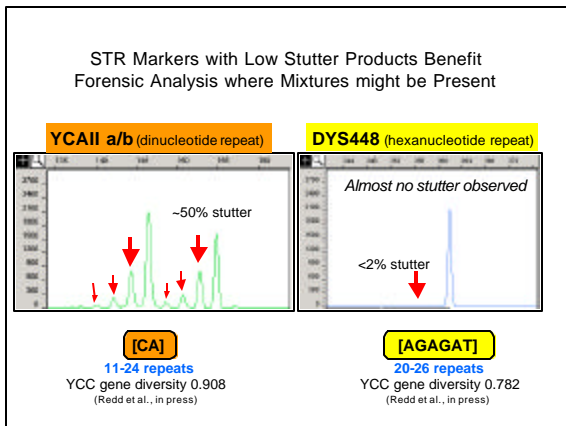 STR Markers with Low Stutter Products Benefit
Forensic Analysis where Mixtures might be Present
YCAII a/b (dinucleotide repeat)
~50% stutter
[CA]
11-24 repeats
YCC gene diversity 0.908
(Redd et al., in press)
DYS448 (hexanucleotide repeat)
Almost no stutter observed
<2% stutter
[AGAGAT]
20-26 repeats
YCC gene diversity 0.782
(Redd et al., in press)